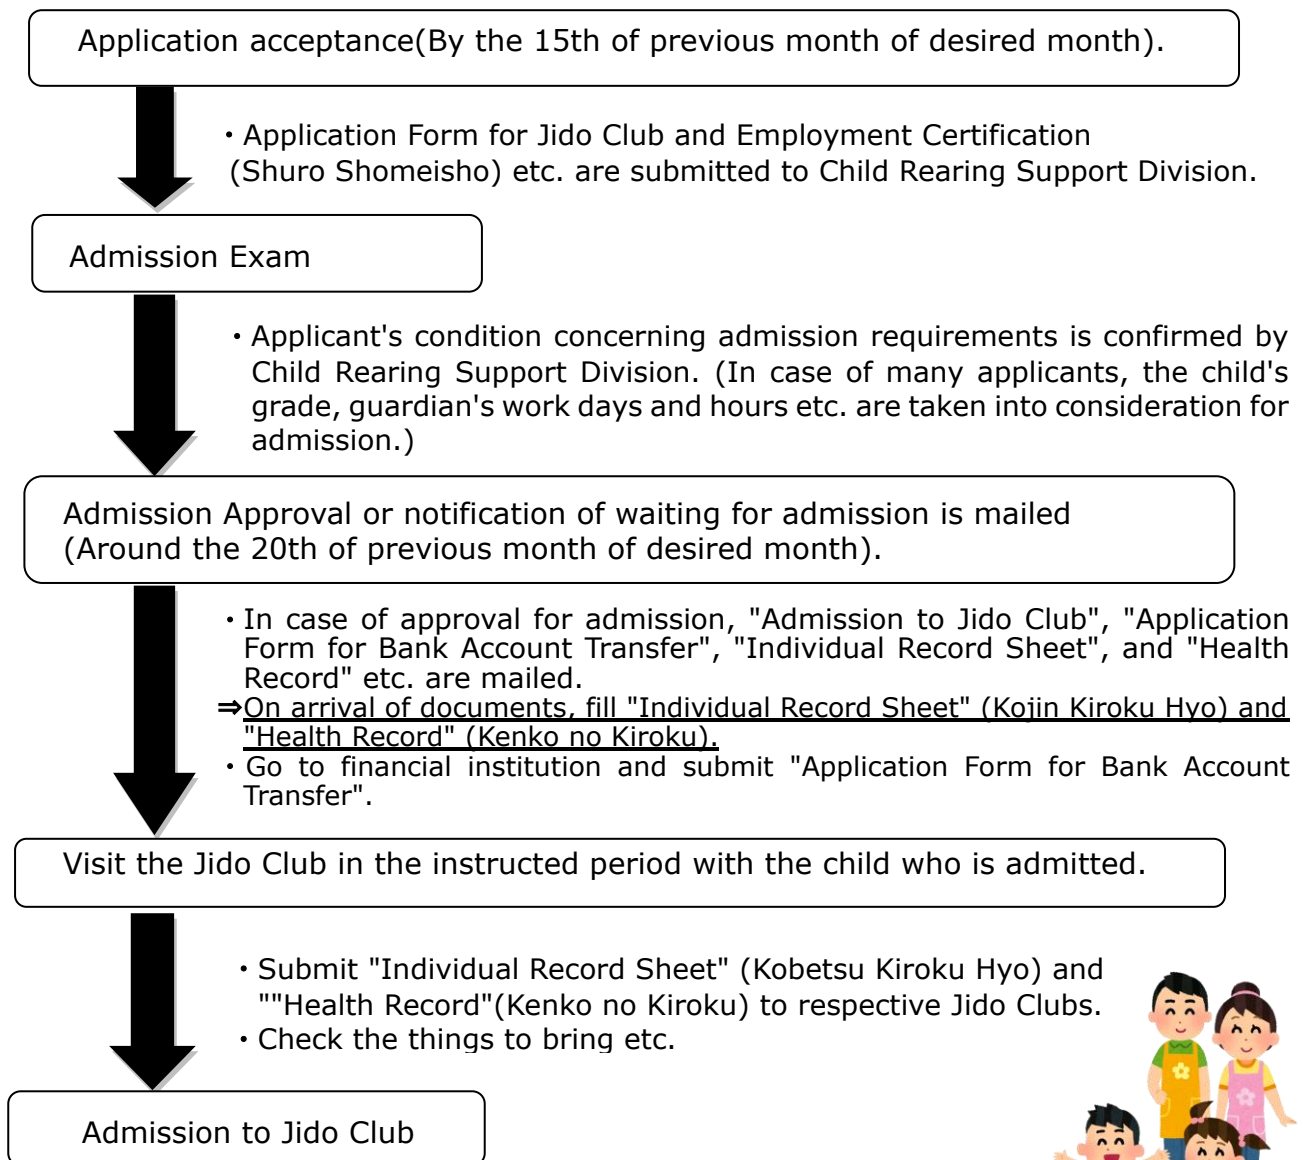 Application acceptance(By the 15th of previous month of desired month).
・Application Form for Jido Club and Employment Certification
(Shuro Shomeisho) etc. are submitted to Child Rearing Support Division.
Admission Exam
・Applicant's condition concerning admission requirements is confirmed by
Child Rearing Support Division. (In case of many applicants, the child's
grade, guardian's work days and hours etc. are taken into consideration for
admission.)
Admission Approval or notification of waiting for admission is mailed
(Around the 20th of previous month of desired month).
・In case of approval for admission, "Admission to Jido Club", "Application
Form for Bank Account Transfer", "Individual Record Sheet", and "Health
Record" etc. are mailed.
⇒On arrival of documents, fill "Individual Record Sheet" (Kojin Kiroku Hyo) and
"Health Record" (Kenko no Kiroku).
・Go to financial institution and submit "Application Form for Bank Account
Transfer".
Visit the Jido Club in the instructed period with the child who is admitted.
・Submit "Individual Record Sheet" (Kobetsu Kiroku Hyo) and
""Health Record"(Kenko no Kiroku) to respective Jido Clubs.
・Check the things to bring etc.
Admission to Jido Club